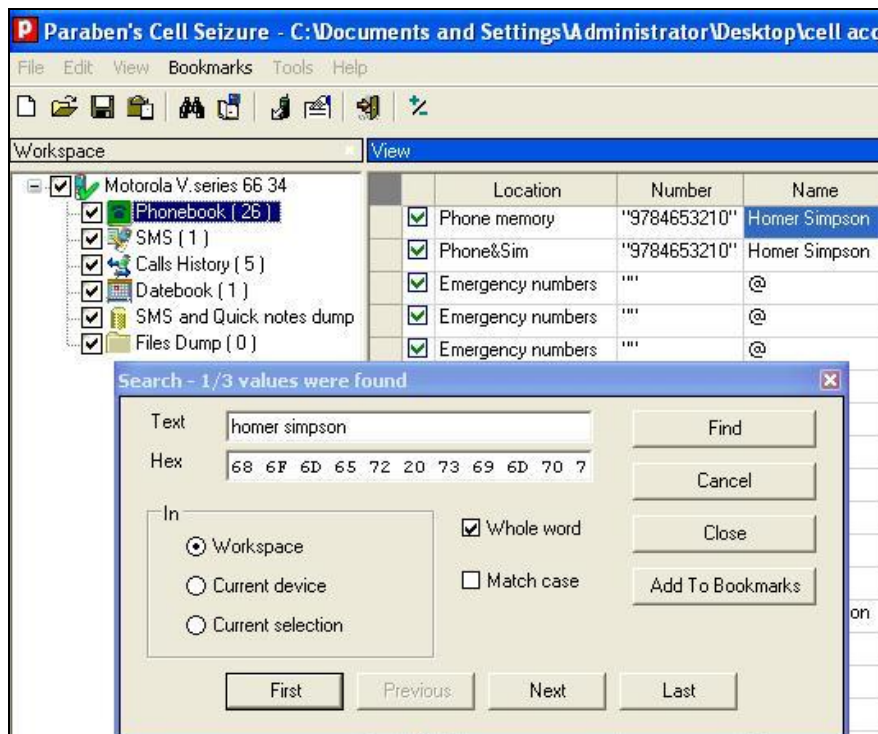 Paraben's Cell Seizure - C:\Documents and Settings\Administrator\Desktop\cell acc
File Edit View Bookmarks Tools Help
Workspace
View
Motorola V.series 66 34
Phonebook ( 26 )
SMS ( 1 )
Calls History ( 5 )
Datebook ( 1 )
SMS and Quick notes dump
Files Dump ( 0 )
Location Number Name
Phone memory "9784653210" Homer Simpson
Phone&Sim "9784653210" Homer Simpson
Emergency numbers "" @
Emergency numbers "" @
Emergency numbers "" @
Search - 1/3 values were found
Text homer simpson Find
Hex 68 6F 6D 65 72 20 73 69 6D 70 7 Cancel
In
Workspace
Current device
Current selection
Whole word
Match case
Close
Add To Bookmarks
on
First Previous Next Last